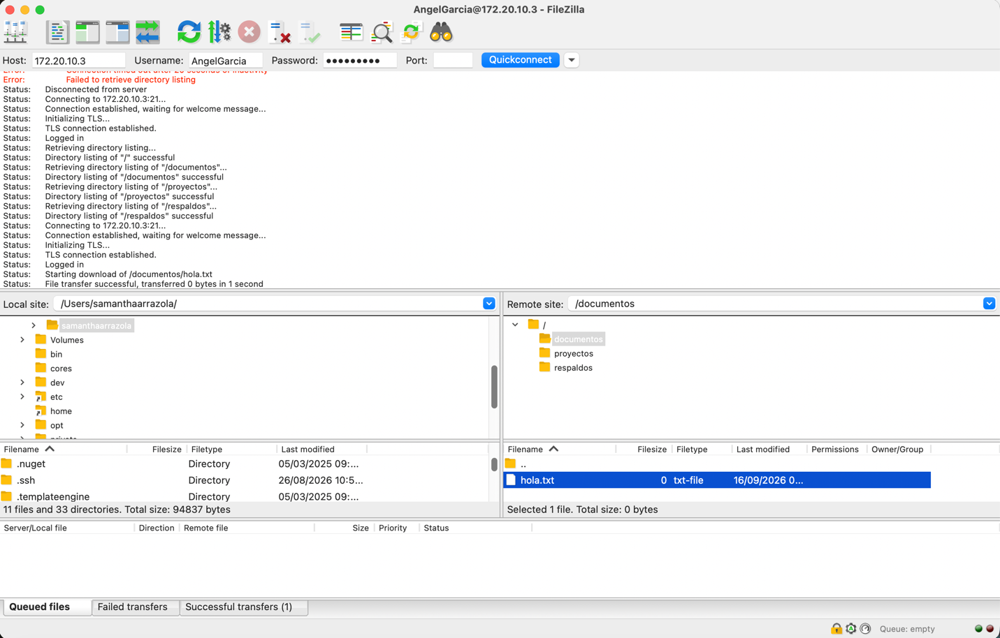 AngelGarcia@172.20.10.3 - FileZilla
Host: 172.20.10.3 Username: AngelGarcia Password: ●●●●●●●●● Port: Quickconnect
Error: Connection timed out after 20 seconds of inactivity
Error: Failed to retrieve directory listing
Status: Disconnected from server
Status: Connecting to 172.20.10.3:21...
Status: Connection established, waiting for welcome message...
Status: Initializing TLS...
Status: TLS connection established.
Status: Logged in
Status: Retrieving directory listing...
Status: Directory listing of "/" successful
Status: Retrieving directory listing of "/documentos"...
Status: Directory listing of "/documentos" successful
Status: Retrieving directory listing of "/proyectos"...
Status: Directory listing of "/proyectos" successful
Status: Retrieving directory listing of "/respaldos"...
Status: Directory listing of "/respaldos" successful
Status: Connecting to 172.20.10.3:21...
Status: Connection established, waiting for welcome message...
Status: Initializing TLS...
Status: TLS connection established.
Status: Logged in
Status: Starting download of /documentos/hola.txt
Status: File transfer successful, transferred 0 bytes in 1 second
Local site: /Users/samanthaarrazola/
samanthaarrazola
Volumes
bin
cores
dev
etc
home
opt
private
Filename Filesize Filetype Last modified
.nuget Directory 05/03/2025 09:...
.ssh Directory 26/08/2026 10:5...
.templateengine Directory 05/03/2025 09:...
11 files and 33 directories. Total size: 94837 bytes
Remote site: /documentos
/
documentos
proyectos
respaldos
Filename Filesize Filetype Last modified Permissions Owner/Group
..
hola.txt 0 txt-file 16/09/2026 0...
Selected 1 file. Total size: 0 bytes
Server/Local file Direction Remote file Size Priority Status
Queued files Failed transfers Successful transfers (1)
Queue: empty